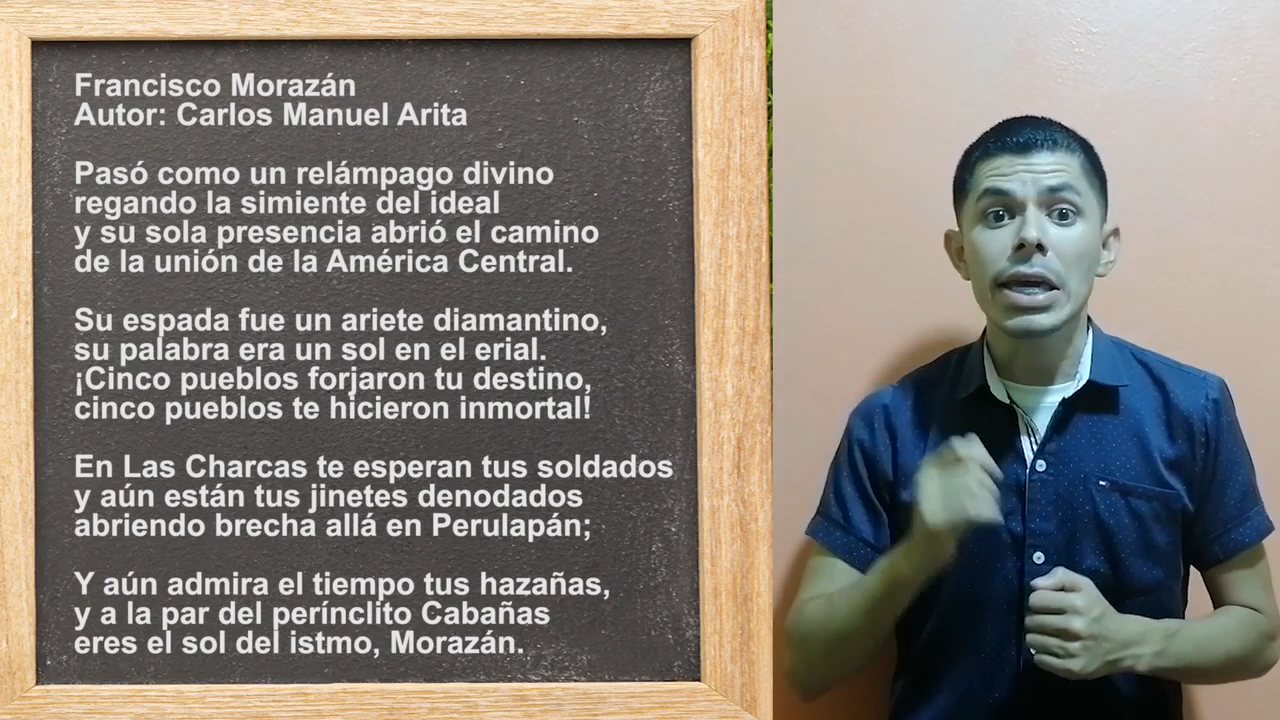 Francisco Morazán
Autor: Carlos Manuel Arita
Pasó como un relámpago divino
regando la simiente del ideal
y su sola presencia abrió el camino
de la unión de la América Central.
Su espada fue un ariete diamantino,
su palabra era un sol en el erial.
¡Cinco pueblos forjaron tu destino,
cinco pueblos te hicieron inmortal!
En Las Charcas te esperan tus soldados
y aún están tus jinetes denodados
abriendo brecha allá en Perulapán;
Y aún admira el tiempo tus hazañas,
y a la par del perínclito Cabañas
eres el sol del istmo, Morazán.